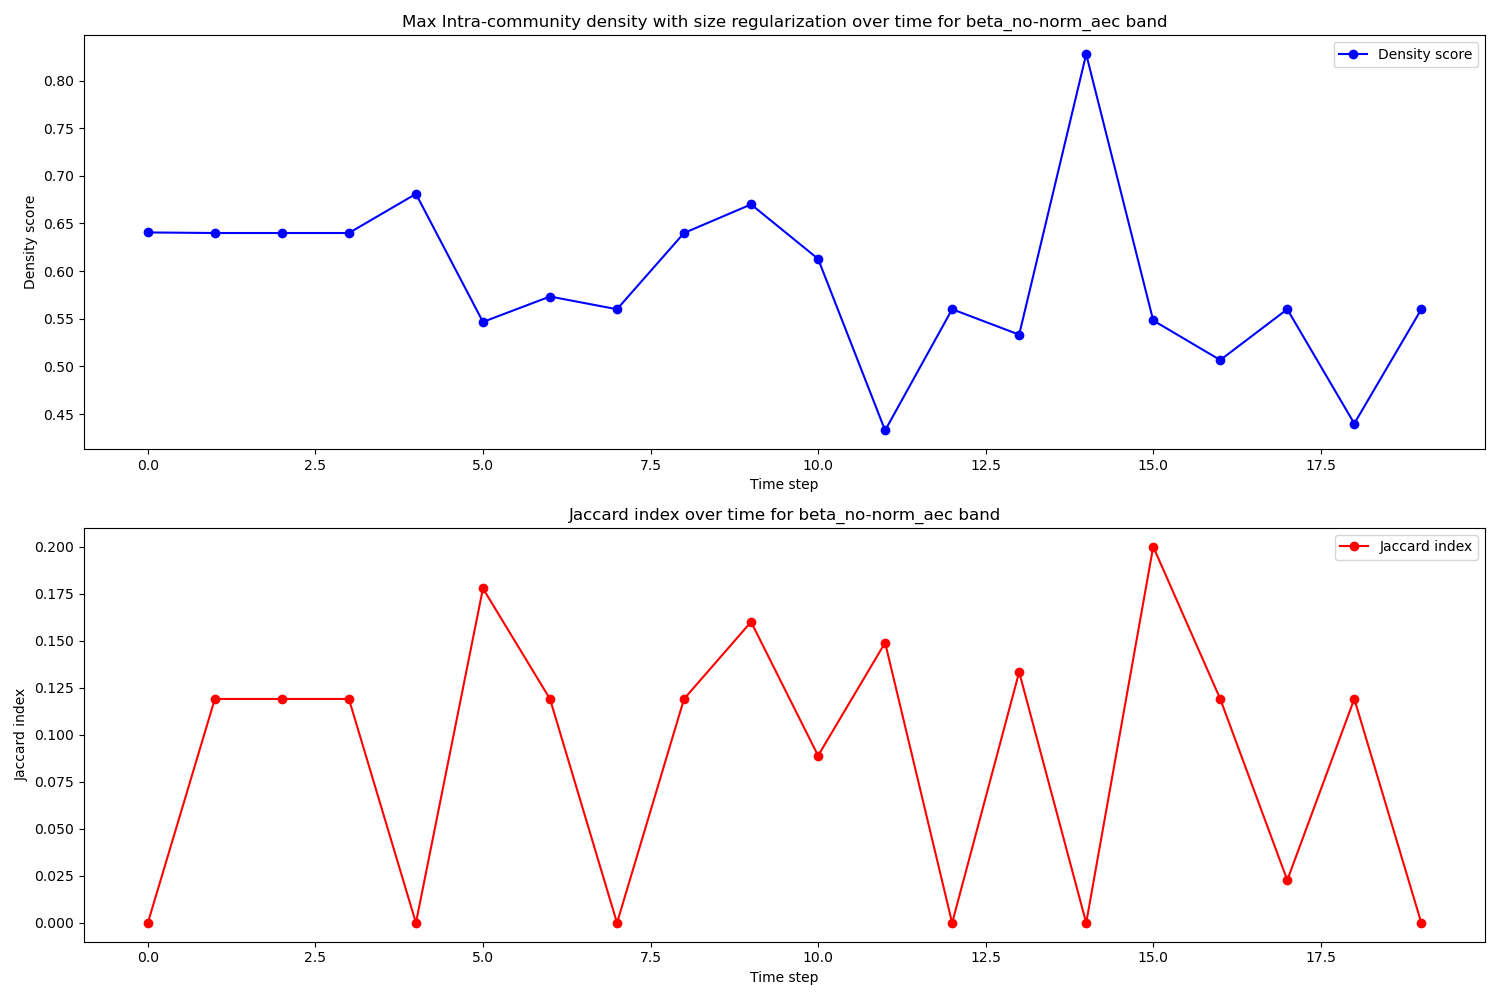 Max Intra-community density with size regularization over time for beta_no-norm_aec band
Density score
0.80
0.75
0.70
0.65
0.60
0.55
0.50
0.45
Density score
0.0 2.5 5.0 7.5 10.0 12.5 15.0 17.5
Time step
Jaccard index over time for beta_no-norm_aec band
Jaccard index
0.200
0.175
0.150
0.125
0.100
0.075
0.050
0.025
0.000
Jaccard index
0.0 2.5 5.0 7.5 10.0 12.5 15.0 17.5
Time step